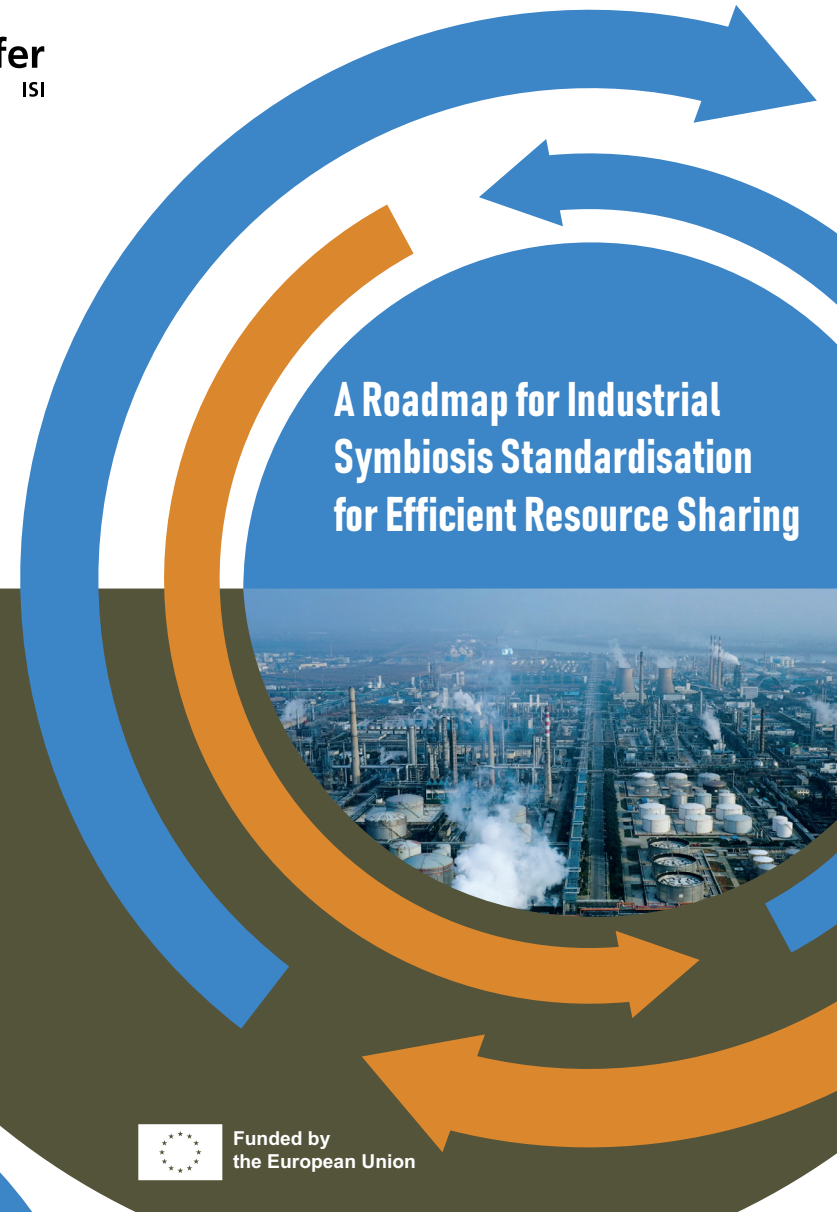 fer
ISI
A Roadmap for Industrial
Symbiosis Standardisation
for Efficient Resource Sharing
Funded by
the European Union